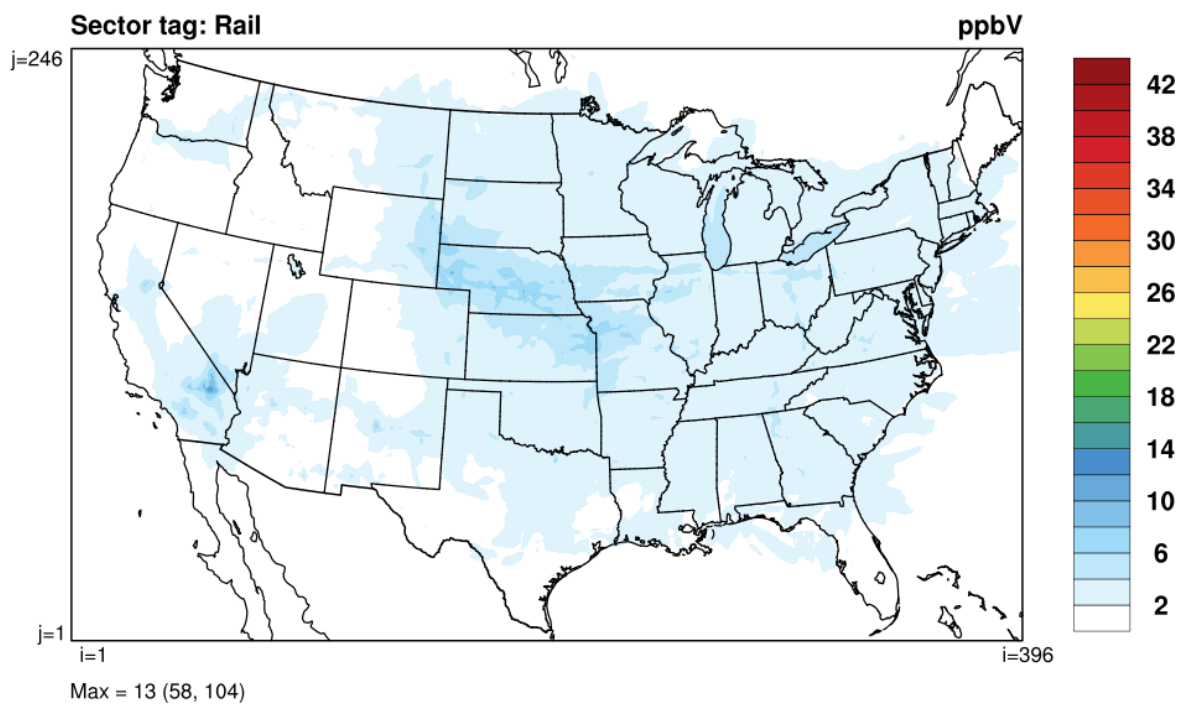 Sector tag: Rail
ppbV
j=246
42
38
34
30
26
22
18
14
10
6
2
j=1
i=1
i=396
Max = 13 (58, 104)